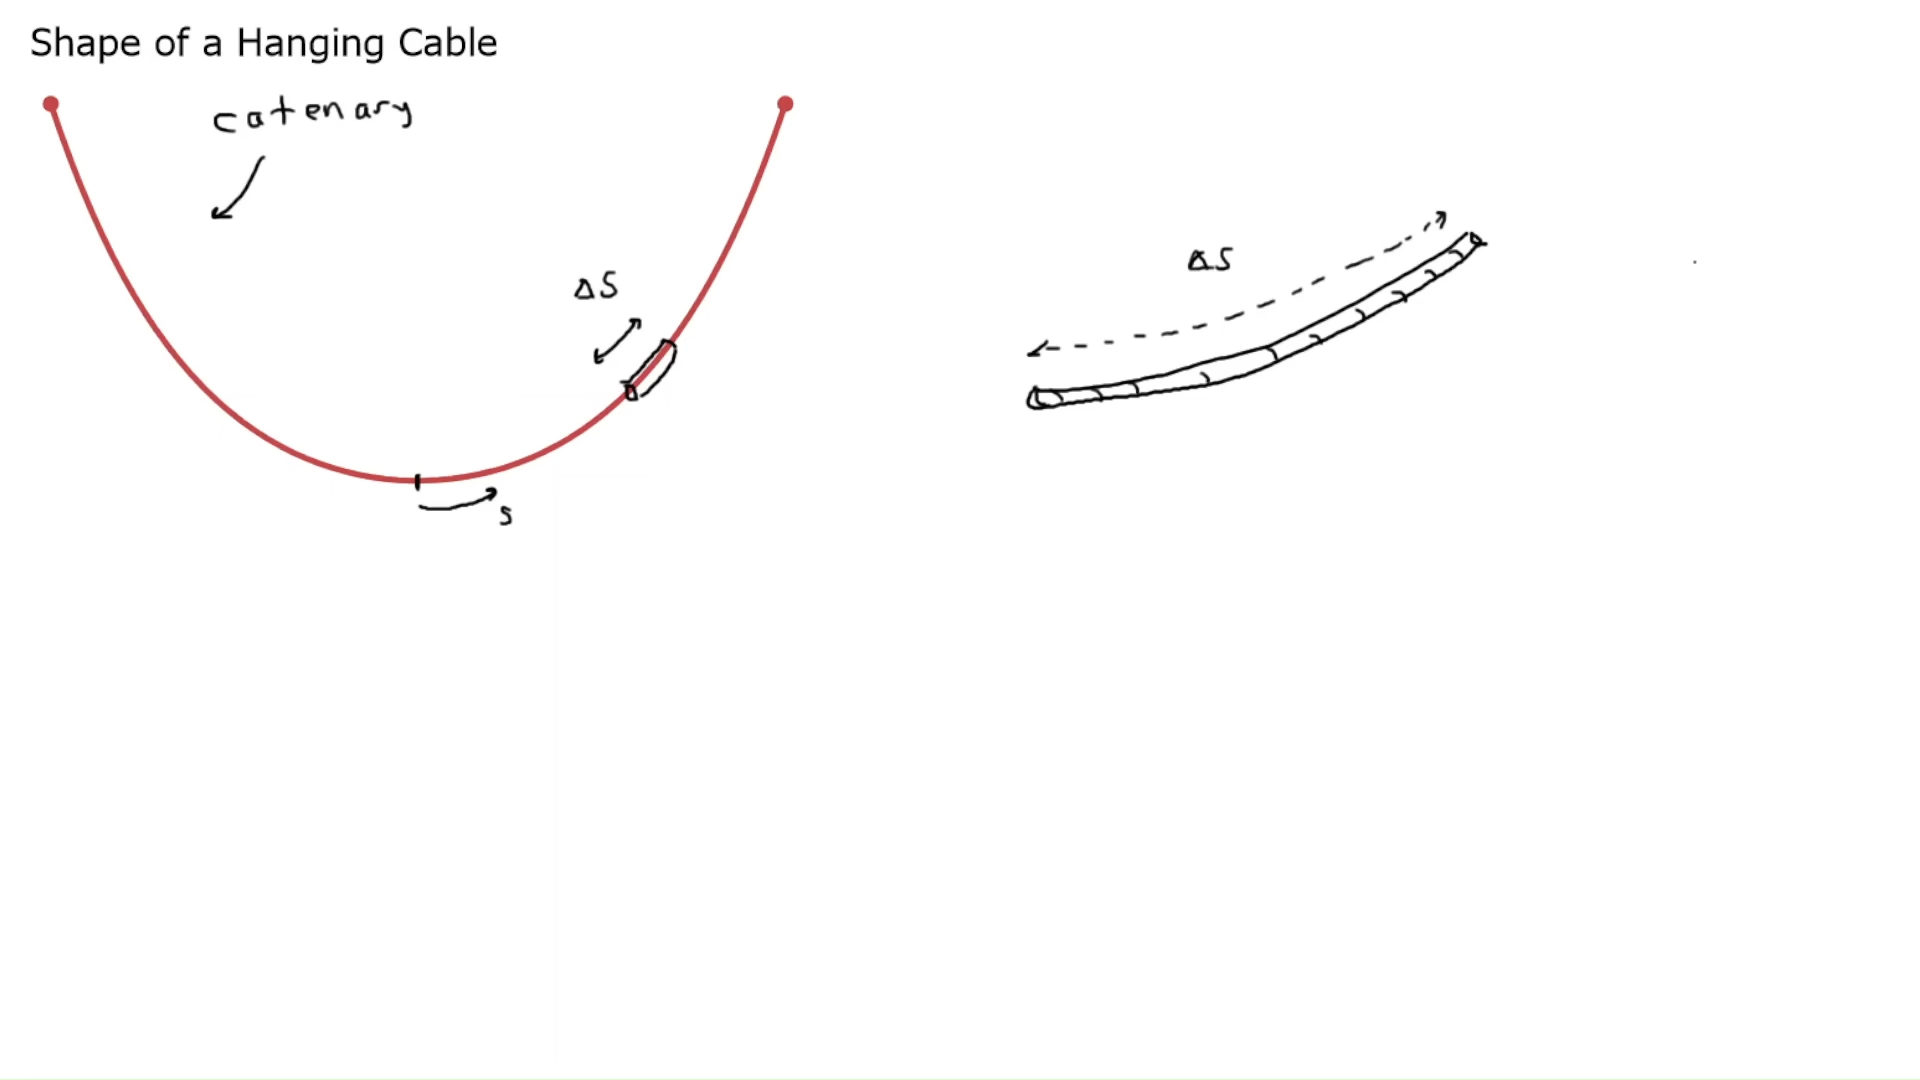 Shape of a Hanging Cable
catenary
ΔS
ΔS
s